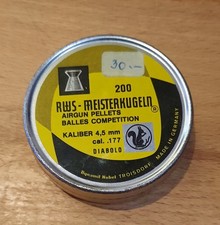 200
30.-
RWS-MEISTERKUGELN
AIRGUN PELLETS
BALLES COMPETITION
KALIBER 4,5 mm
cal. .177
DIABOLO
Dynamit Nobel TROISDORF MADE IN GERMANY